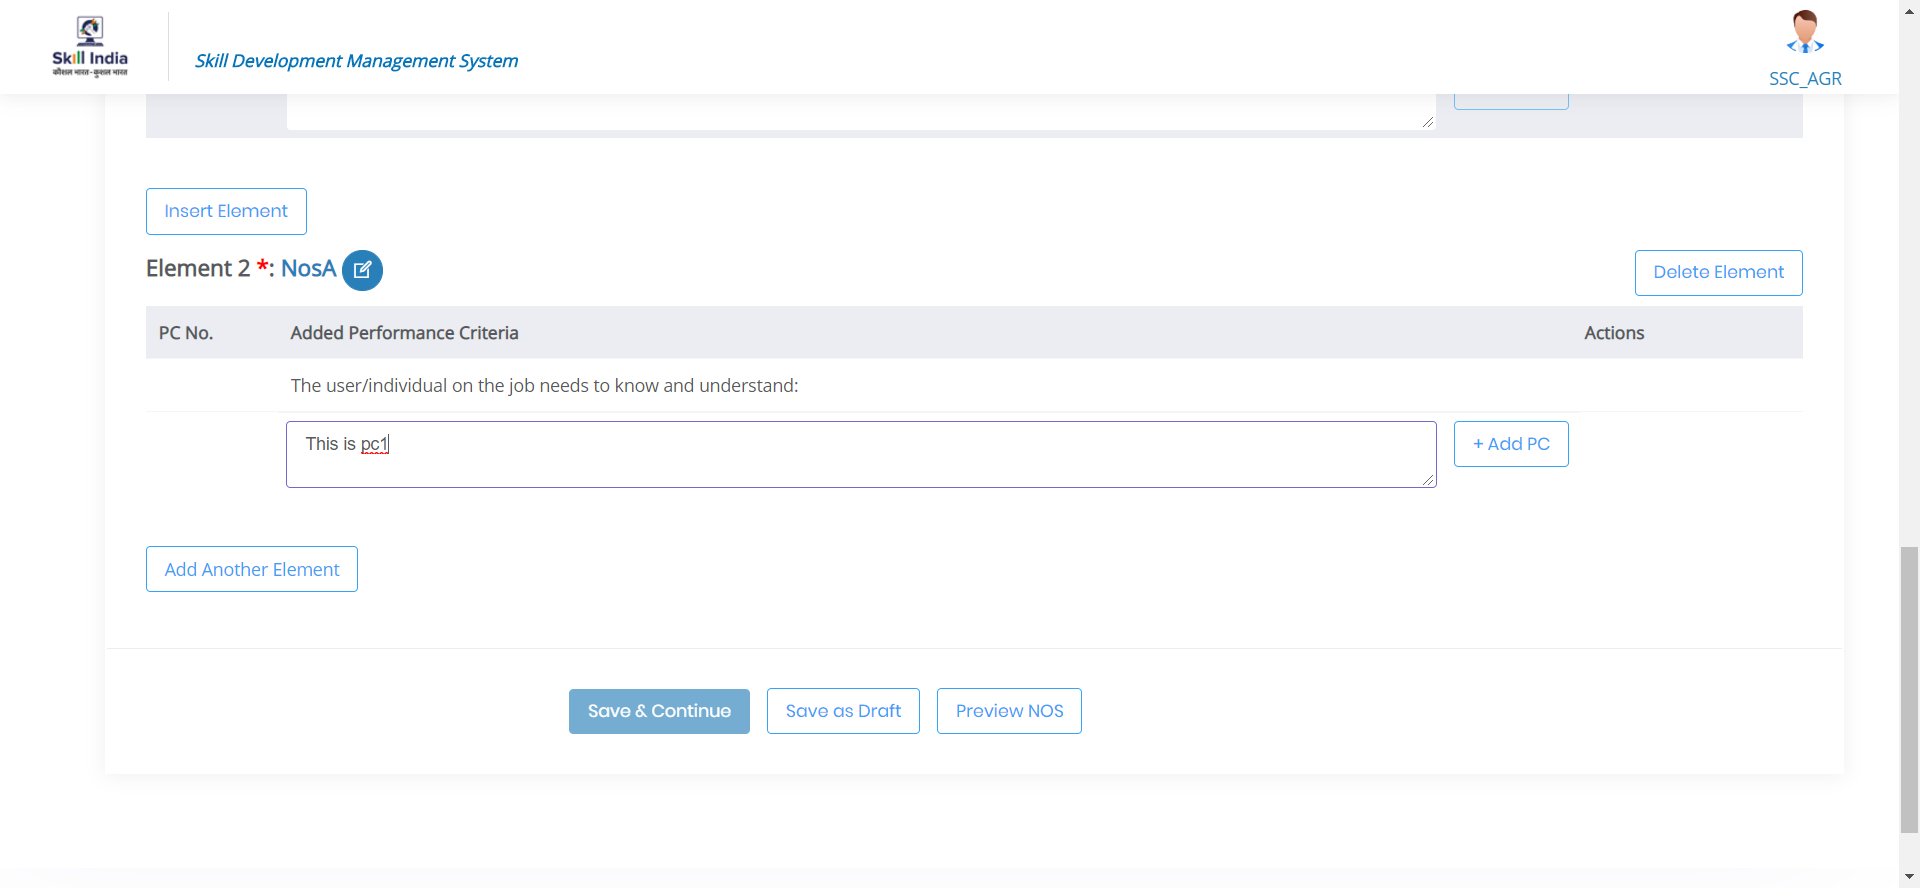 Skill India
कौशल भारत-कुशल भारत
Skill Development Management System
SSC_AGR
Insert Element
Element 2 *: NosA
Delete Element
PC No. Added Performance Criteria Actions
The user/individual on the job needs to know and understand:
This is pc1
+ Add PC
Add Another Element
Save & Continue Save as Draft Preview NOS